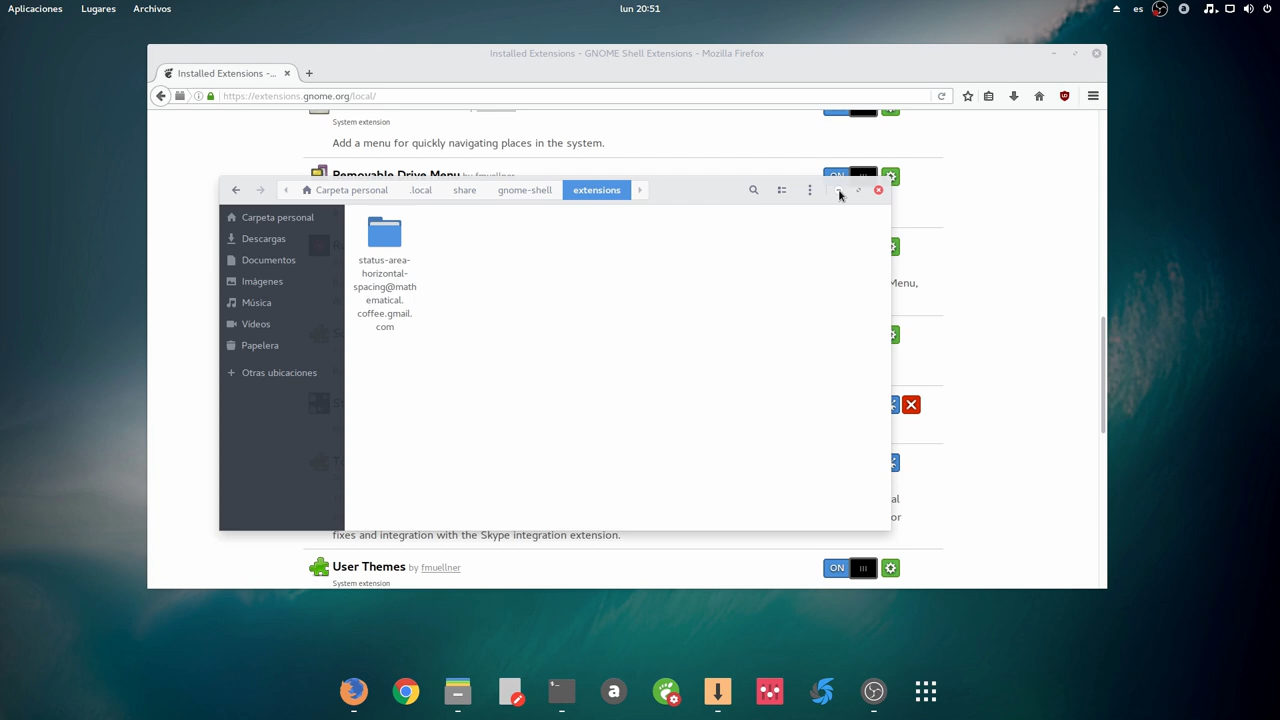 Aplicaciones Lugares Archivos lun 20:51 es
Installed Extensions - GNOME Shell Extensions - Mozilla Firefox
Installed Extensions -...
https://extensions.gnome.org/local/
System extension
Add a menu for quickly navigating places in the system.
ON
Removable Drive Menu by fmuellner
Carpeta personal .local share gnome-shell extensions
Carpeta personal
Descargas
Documentos
Imágenes
Música
Vídeos
Papelera
Otras ubicaciones
status-area-
horizontal-
spacing@math
ematical.
coffee.gmail.
com
Menu,
al
or
fixes and integration with the Skype integration extension.
User Themes by fmuellner
ON
System extension